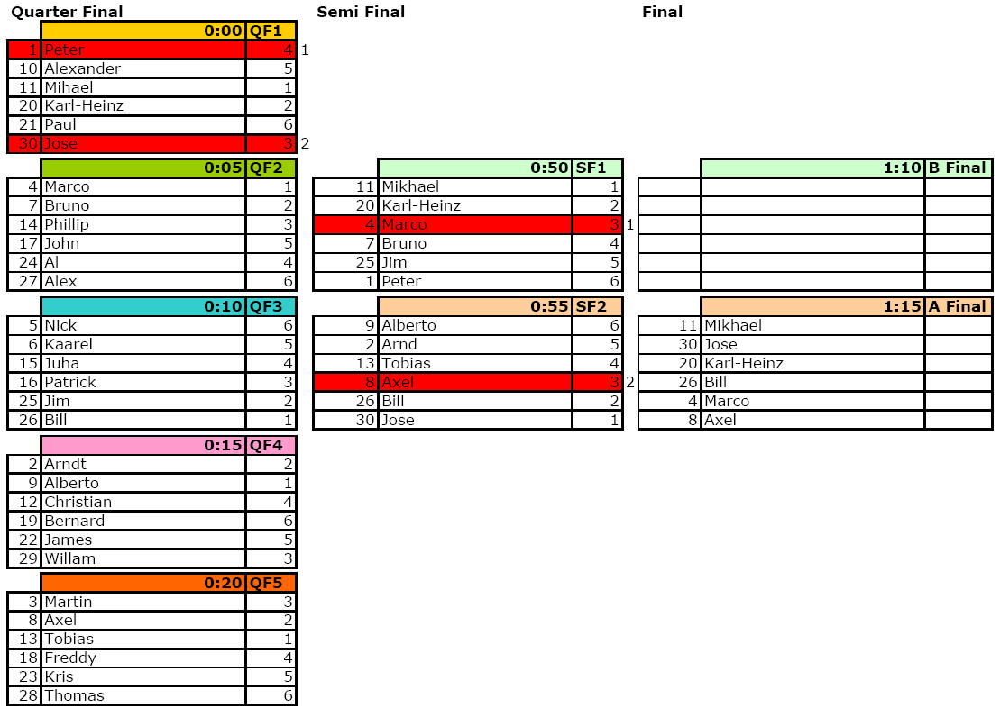 Quarter Final
0:00 QF1
1 Peter 4 1
10 Alexander 5
11 Mihael 1
20 Karl-Heinz 2
21 Paul 6
30 Jose 3 2
0:05 QF2
4 Marco 1
7 Bruno 2
14 Phillip 3
17 John 5
24 Al 4
27 Alex 6
0:10 QF3
5 Nick 6
6 Kaarel 5
15 Juha 4
16 Patrick 3
25 Jim 2
26 Bill 1
0:15 QF4
2 Arndt 2
9 Alberto 1
12 Christian 4
19 Bernard 6
22 James 5
29 Willam 3
0:20 QF5
3 Martin 3
8 Axel 2
13 Tobias 1
18 Freddy 4
23 Kris 5
28 Thomas 6
Semi Final
0:50 SF1
11 Mikhael 1
20 Karl-Heinz 2
4 Marco 3 1
7 Bruno 4
25 Jim 5
1 Peter 6
0:55 SF2
9 Alberto 6
2 Arnd 5
13 Tobias 4
8 Axel 3 2
26 Bill 2
30 Jose 1
Final
1:10 B Final
1:15 A Final
11 Mikhael
30 Jose
20 Karl-Heinz
26 Bill
4 Marco
8 Axel